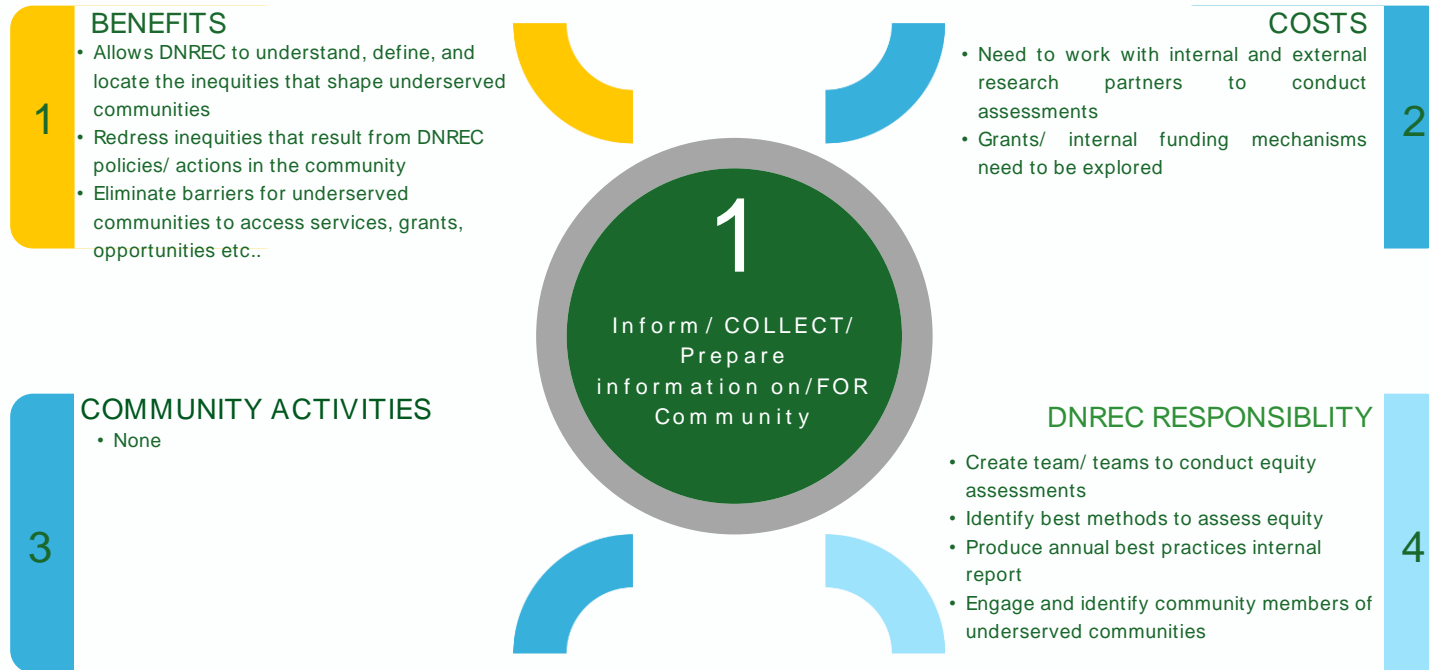 BENEFITS
1
• Allows DNREC to understand, define, and
locate the inequities that shape underserved
communities
• Redress inequities that result from DNREC
policies/ actions in the community
• Eliminate barriers for underserved
communities to access services, grants,
opportunities etc..
COSTS
2
• Need to work with internal and external
research partners to conduct
assessments
• Grants/ internal funding mechanisms
need to be explored
1
Inform/ COLLECT/
Prepare
information on/FOR
Community
COMMUNITY ACTIVITIES
3
• None
DNREC RESPONSIBLITY
4
• Create team/ teams to conduct equity
assessments
• Identify best methods to assess equity
• Produce annual best practices internal
report
• Engage and identify community members of
underserved communities